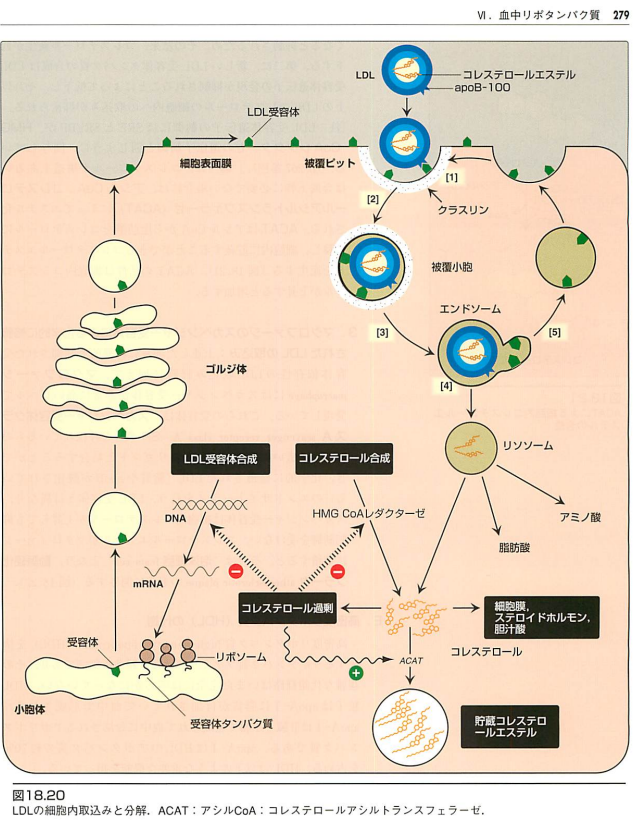 Ⅵ．血中リポタンパク質 279
LDL
コレステロールエステル
apoB-100
LDL受容体
細胞表面膜
被覆ピット
[1]
[2]
クラスリン
被覆小胞
エンドソーム
[3]
[5]
ゴルジ体
[4]
LDL受容体合成
コレステロール合成
リソソーム
DNA
HMG CoAレダクターゼ
アミノ酸
脂肪酸
mRNA
コレステロール過剰
細胞膜，
ステロイドホルモン，
胆汁酸
受容体
リボソーム
コレステロール
ACAT
小胞体
受容体タンパク質
貯蔵コレステロ
ールエステル
図18.20
LDLの細胞内取込みと分解．ACAT：アシルCoA：コレステロールアシルトランスフェラーゼ．